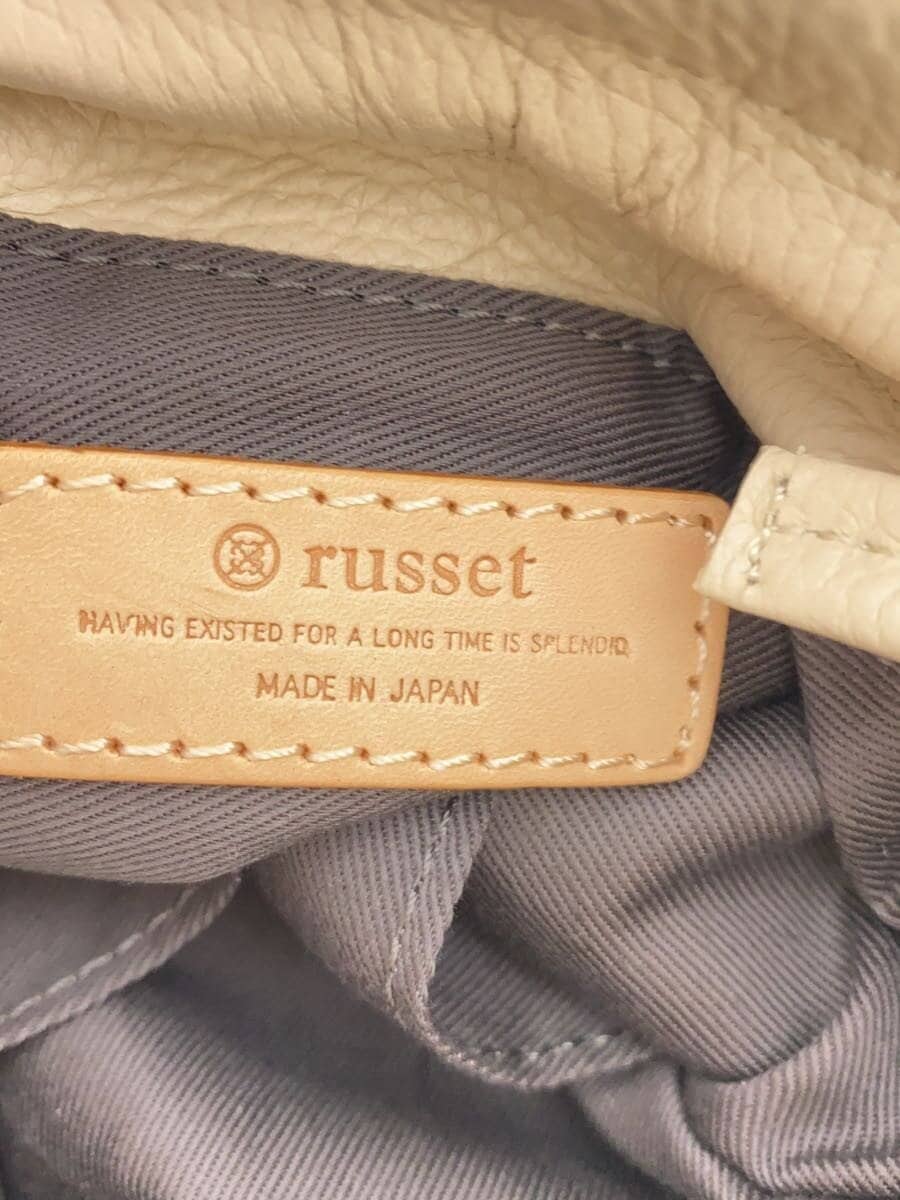 russet
HAVING EXISTED FOR A LONG TIME IS SPLENDID
MADE IN JAPAN